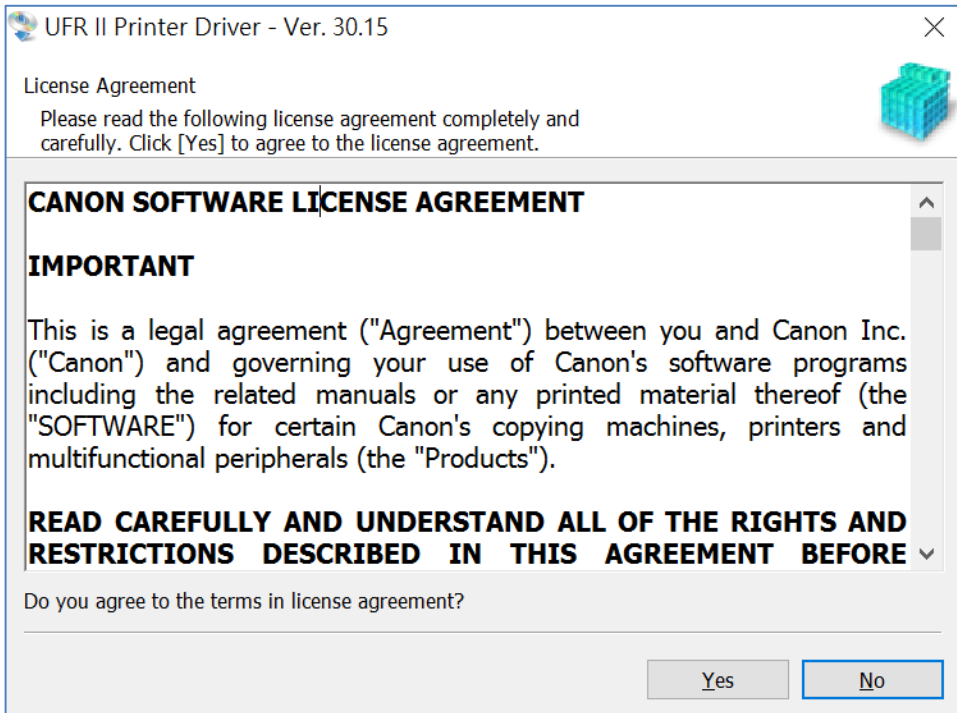 UFR II Printer Driver - Ver. 30.15
License Agreement
Please read the following license agreement completely and
carefully. Click [Yes] to agree to the license agreement.
CANON SOFTWARE LICENSE AGREEMENT
IMPORTANT
This is a legal agreement ("Agreement") between you and Canon Inc.
("Canon") and governing your use of Canon's software programs
including the related manuals or any printed material thereof (the
"SOFTWARE") for certain Canon's copying machines, printers and
multifunctional peripherals (the "Products").
READ CAREFULLY AND UNDERSTAND ALL OF THE RIGHTS AND
RESTRICTIONS DESCRIBED IN THIS AGREEMENT BEFORE
Do you agree to the terms in license agreement?
Yes No